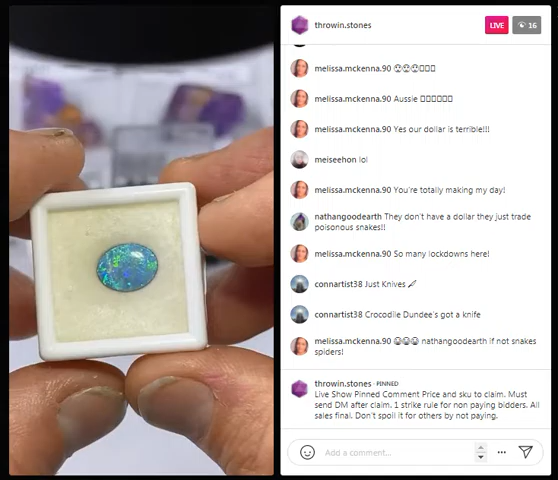 throwin.stones
LIVE
16
melissa.mckenna.90 😢😢😢
melissa.mckenna.90 Aussie
melissa.mckenna.90 Yes our dollar is terrible!!!
meiseehon lol
melissa.mckenna.90 You're totally making my day!
nathangoodearth They don't have a dollar they just trade
poisonous snakes!!
melissa.mckenna.90 So many lockdowns here!
connartist38 Just Knives 🗡
connartist38 Crocodile Dundee's got a knife
melissa.mckenna.90 😂😂😂 nathangoodearth if not snakes
spiders!
throwin.stones · PINNED
Live Show Pinned Comment Price and sku to claim. Must
send DM after claim. 1 strike rule for non paying bidders. All
sales final. Don't spoil it for others by not paying.
Add a comment...